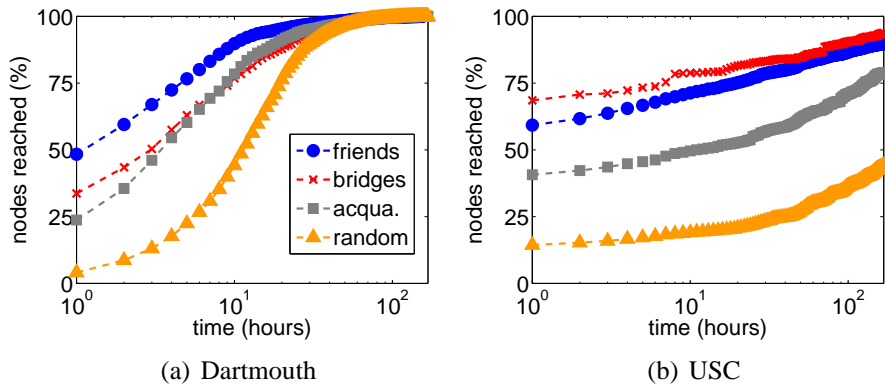 100
75
50
25
0
nodes reached (%)
friends
bridges
acqua.
random
10^0
10^1
10^2
time (hours)
(a) Dartmouth
100
75
50
25
0
nodes reached (%)
10^0
10^1
10^2
time (hours)
(b) USC